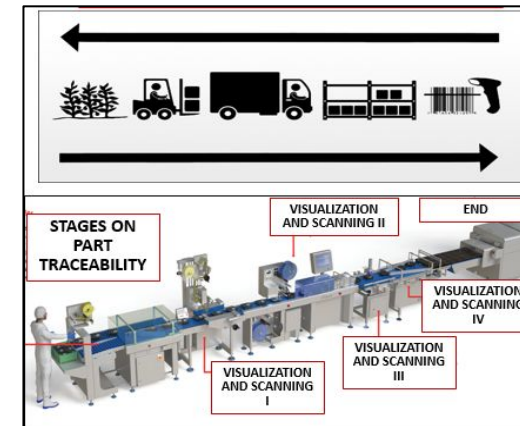 STAGES ON
PART
TRACEABILITY
VISUALIZATION
AND SCANNING II
END
VISUALIZATION
AND SCANNING
IV
VISUALIZATION
AND SCANNING
III
VISUALIZATION
AND SCANNING
I